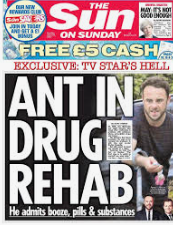 OUR NEW
REWARDS CLUB
JOIN IN TODAY
AND GET A £1
BONUS
THE
Sun
ON SUNDAY
MAY: IT'S NOT
GOOD ENOUGH
FREE £5 CASH
EXCLUSIVE: TV STAR'S HELL
ANT IN
DRUG
REHAB
He admits booze, pills & substances